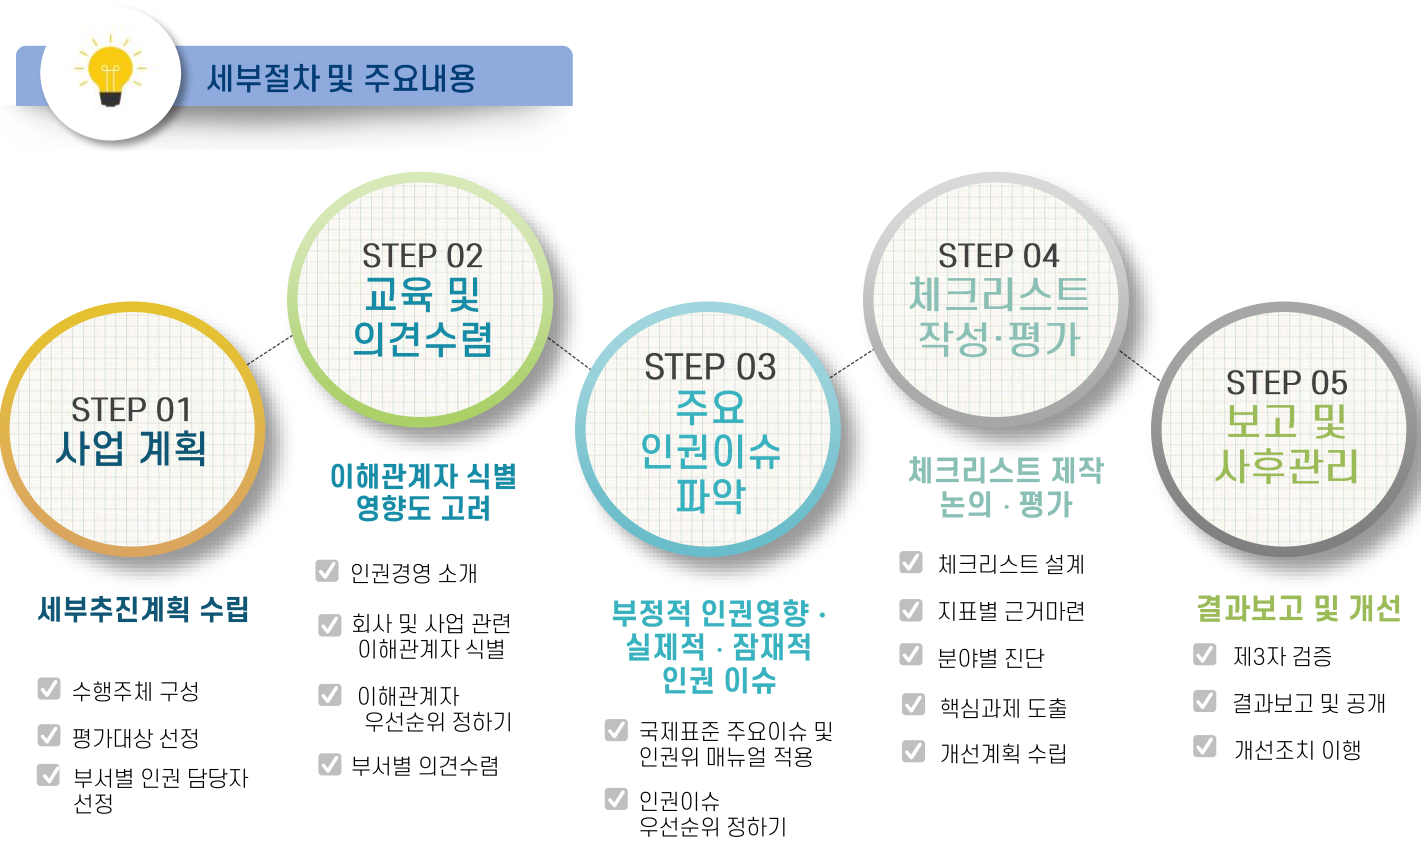 세부절차 및 주요내용
STEP 01
사업 계획
세부추진계획 수립
수행주체 구성
평가대상 선정
부서별 인권 담당자
선정
STEP 02
교육 및
의견수렴
이해관계자 식별
영향도 고려
인권경영 소개
회사 및 사업 관련
이해관계자 식별
이해관계자
우선순위 정하기
부서별 의견수렴
STEP 03
주요
인권이슈
파악
부정적 인권영향 ·
실제적 · 잠재적
인권 이슈
국제표준 주요이슈 및
인권위 매뉴얼 적용
인권이슈
우선순위 정하기
STEP 04
체크리스트
작성·평가
체크리스트 제작
논의 · 평가
체크리스트 설계
지표별 근거마련
분야별 진단
핵심과제 도출
개선계획 수립
STEP 05
보고 및
사후관리
결과보고 및 개선
제3자 검증
결과보고 및 공개
개선조치 이행